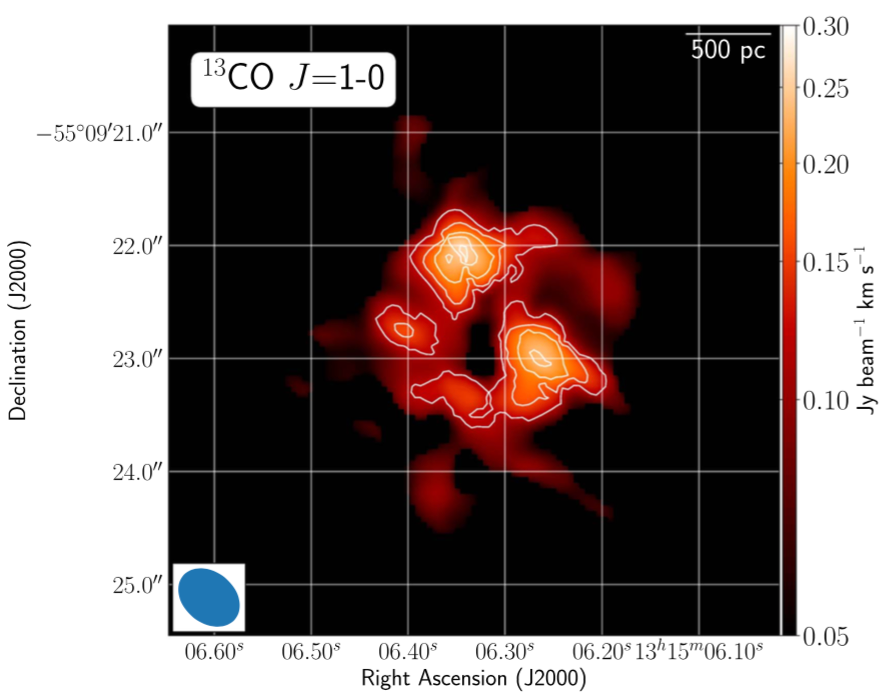 ¹³CO J=1-0
500 pc
0.30
0.25
0.20
0.15
0.10
0.05
Jy beam⁻¹ km s⁻¹
−55°09′21.0″
22.0″
23.0″
24.0″
25.0″
Declination (J2000)
06.60ˢ 06.50ˢ 06.40ˢ 06.30ˢ 06.20ˢ 13ʰ15ᵐ06.10ˢ
Right Ascension (J2000)